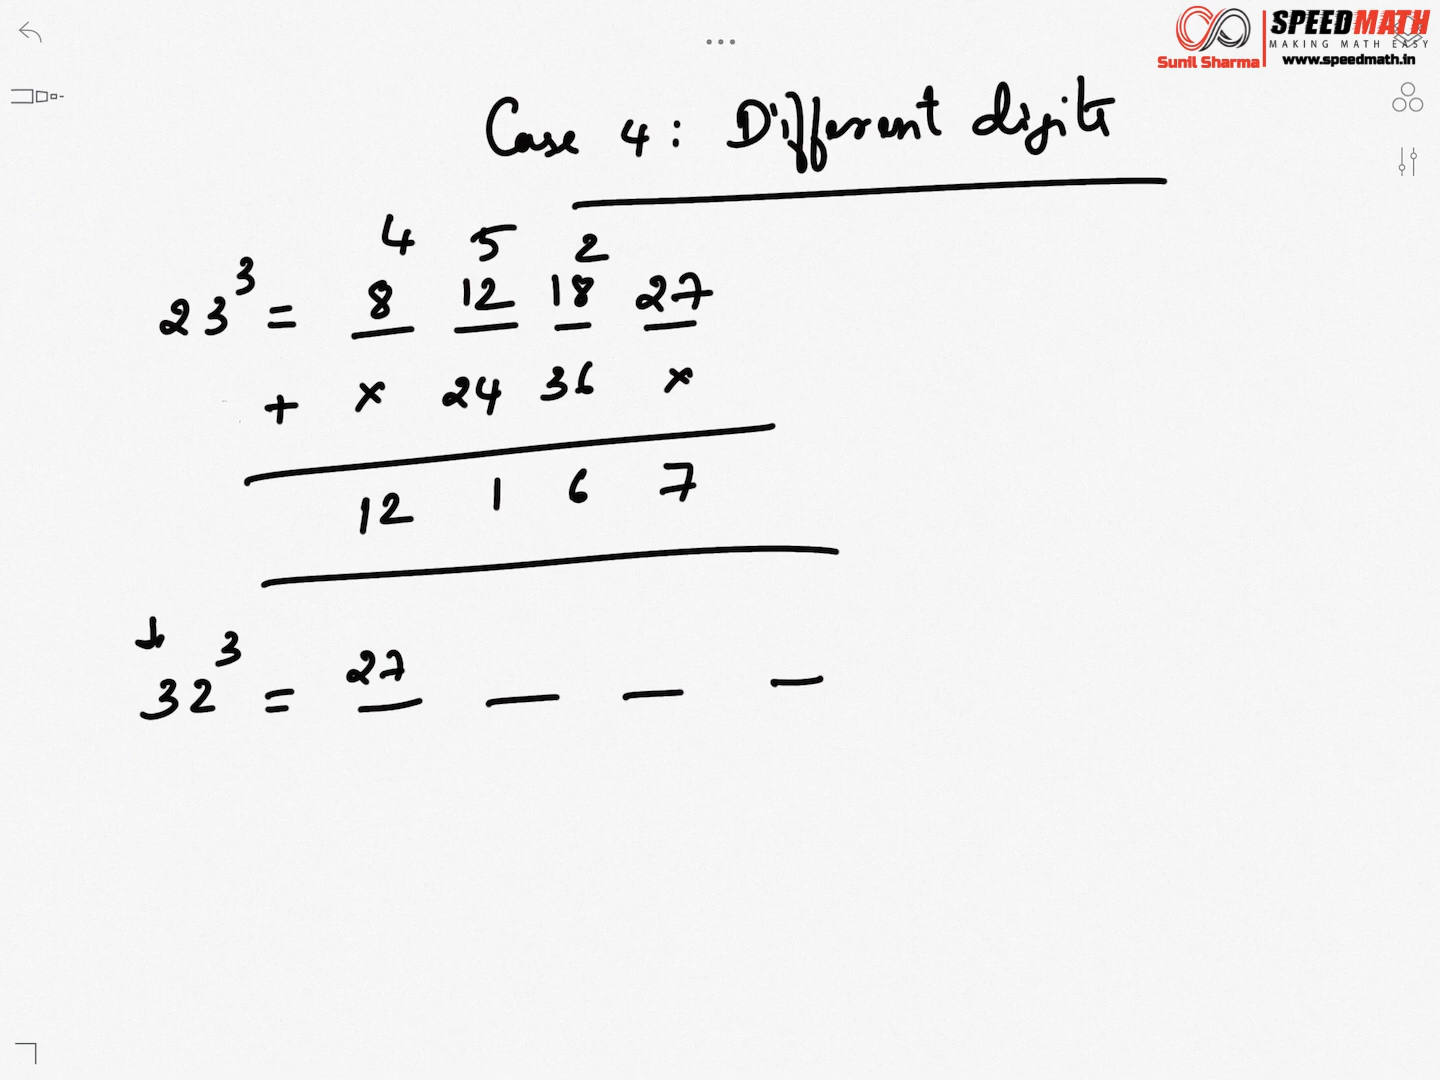 SPEEDMATH
MAKING MATH EASY
Sunil Sharma
www.speedmath.in
Case 4: Different digits
4 5 2
23³ = 8 12 18 27
+ × 24 36 ×
12 1 6 7
32³ = 27 _ _ _